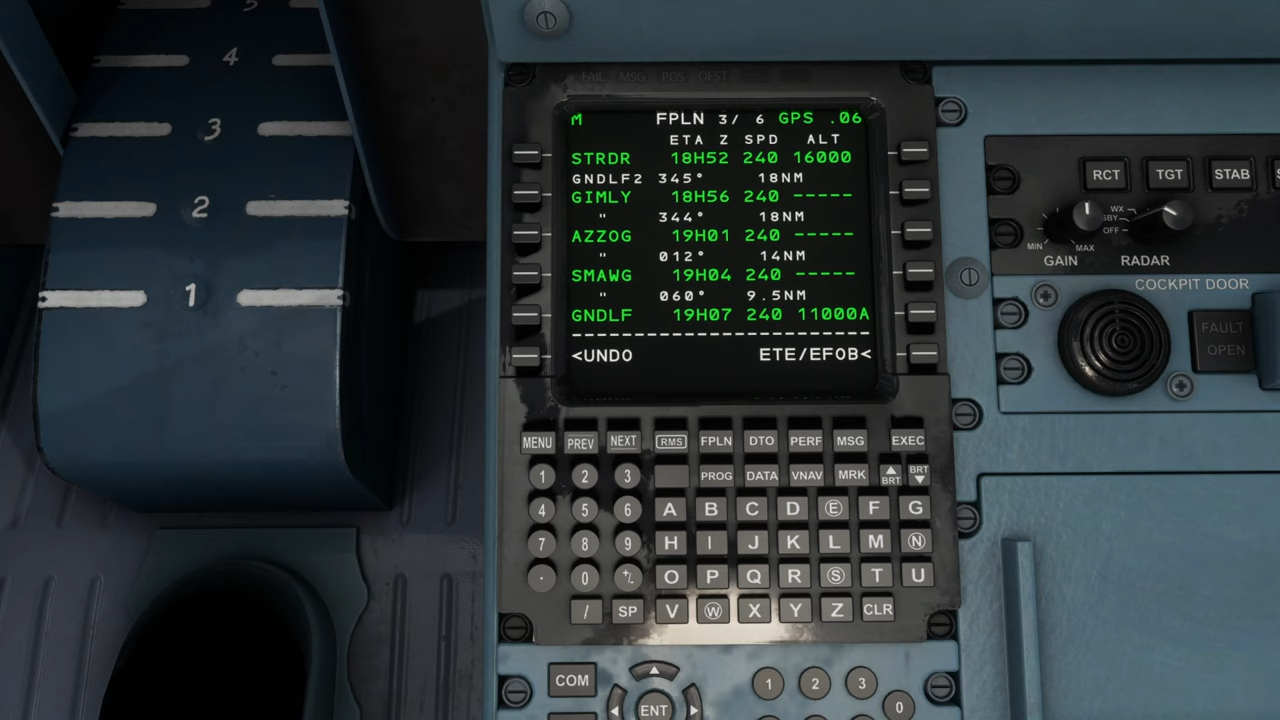 5
4
3
2
1
FAIL MSG POS OFST
M FPLN 3/ 6 GPS .06
ETA Z SPD ALT
STRDR 18H52 240 16000
GNDLF2 345° 18NM
GIMLY 18H56 240 -----
" 344° 18NM
AZZOG 19H01 240 -----
" 012° 14NM
SMAWG 19H04 240 -----
" 060° 9.5NM
GNDLF 19H07 240 11000A
<UNDO ETE/EFOB<
MENU PREV NEXT RMS FPLN DTO PERF MSG EXEC
1 2 3 PROG DATA VNAV MRK BRT BRT
4 5 6 A B C D E F G
7 8 9 H I J K L M N
. 0 +/- O P Q R S T U
/ SP V W X Y Z CLR
COM
ENT
1 2 3
0
RCT TGT STAB
WX
SBY
OFF
MIN MAX
GAIN RADAR
COCKPIT DOOR
FAULT
OPEN